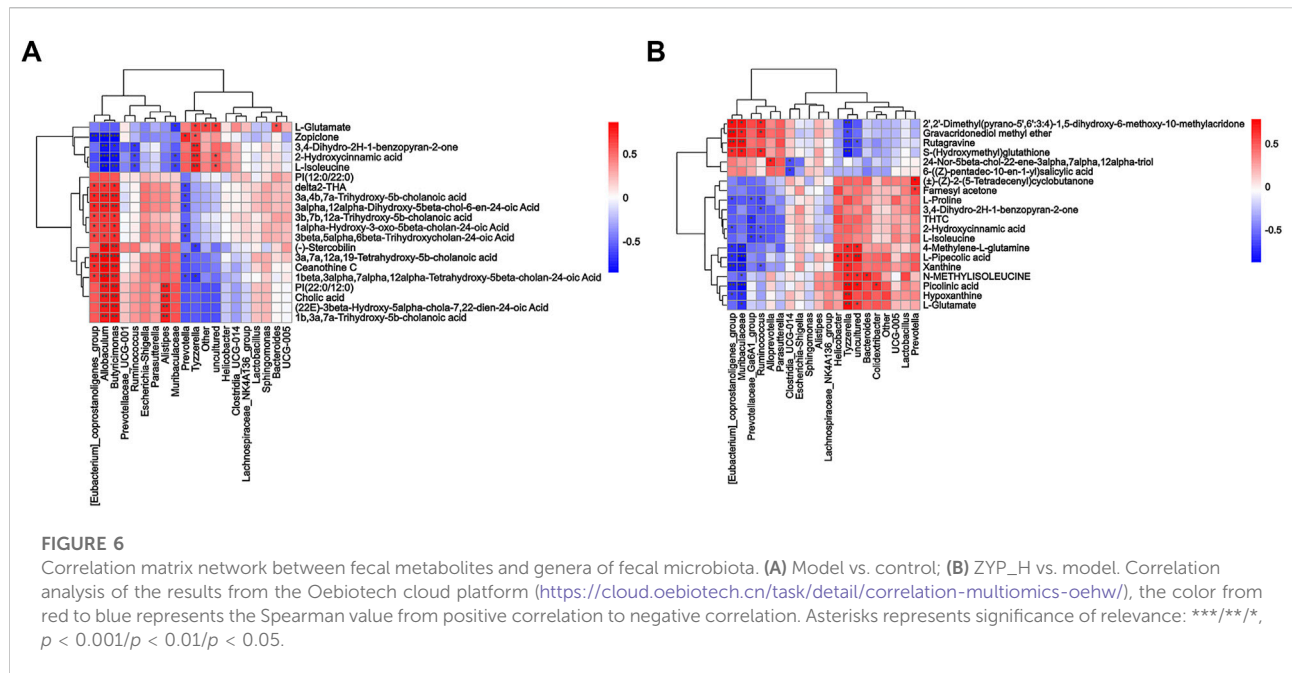 A
L-Glutamate
Zopiclone
3,4-Dihydro-2H-1-benzopyran-2-one
2-Hydroxycinnamic acid
L-Isoleucine
PI(12:0/22:0)
delta2-THA
3a,4b,7a-Trihydroxy-5b-cholanoic acid
3alpha,12alpha-Dihydroxy-5beta-chol-6-en-24-oic Acid
3b,7b,12a-Trihydroxy-5b-cholanoic acid
1alpha-Hydroxy-3-oxo-5beta-cholan-24-oic Acid
3beta,5alpha,6beta-Trihydroxycholan-24-oic Acid
(-)-Stercobilin
3a,7a,12a,19-Tetrahydroxy-5b-cholanoic acid
Ceanothine C
1beta,3alpha,7alpha,12alpha-Tetrahydroxy-5beta-cholan-24-oic Acid
PI(22:0/12:0)
Cholic acid
(22E)-3beta-Hydroxy-5alpha-chola-7,22-dien-24-oic Acid
1b,3a,7a-Trihydroxy-5b-cholanoic acid
[Eubacterium]_coprostanoligenes_group
Allobaculum
Butyricimonas
Prevotellaceae_UCG-001
Ruminococcus
Escherichia-Shigella
Parasutterella
Alistipes
Muribaculaceae
Prevotella
Tyzzerella
Other
uncultured
Helicobacter
Clostridia_UCG-014
Lachnospiraceae_NK4A136_group
Lactobacillus
Sphingomonas
Bacteroides
UCG-005
0.5
0
-0.5
B
2',2'-Dimethyl(pyrano-5',6':3:4)-1,5-dihydroxy-6-methoxy-10-methylacridone
Gravacridonediol methyl ether
Rutagravine
S-(Hydroxymethyl)glutathione
24-Nor-5beta-chol-22-ene-3alpha,7alpha,12alpha-triol
6-((Z)-pentadec-10-en-1-yl)salicylic acid
(±)-(Z)-2-(5-Tetradecenyl)cyclobutanone
Farnesyl acetone
L-Proline
3,4-Dihydro-2H-1-benzopyran-2-one
THTC
2-Hydroxycinnamic acid
L-Isoleucine
4-Methylene-L-glutamine
L-Pipecolic acid
Xanthine
N-METHYLISOLEUCINE
Picolinic acid
Hypoxanthine
L-Glutamate
[Eubacterium]_coprostanoligenes_group
Muribaculaceae
Prevotellaceae_Ga6A1_group
Ruminococcus
Alloprevotella
Parasutterella
Clostridia_UCG-014
Escherichia-Shigella
Sphingomonas
Alistipes
Lachnospiraceae_NK4A136_group
Helicobacter
Tyzzerella
uncultured
Bacteroides
Colidextribacter
Other
UCG-005
Lactobacillus
Prevotella
0.5
0
-0.5
FIGURE 6
Correlation matrix network between fecal metabolites and genera of fecal microbiota. (A) Model vs. control; (B) ZYP_H vs. model. Correlation
analysis of the results from the Oebiotech cloud platform (https://cloud.oebiotech.cn/task/detail/correlation-multiomics-oehw/), the color from
red to blue represents the Spearman value from positive correlation to negative correlation. Asterisks represents significance of relevance: ***/**/*,
p < 0.001/p < 0.01/p < 0.05.